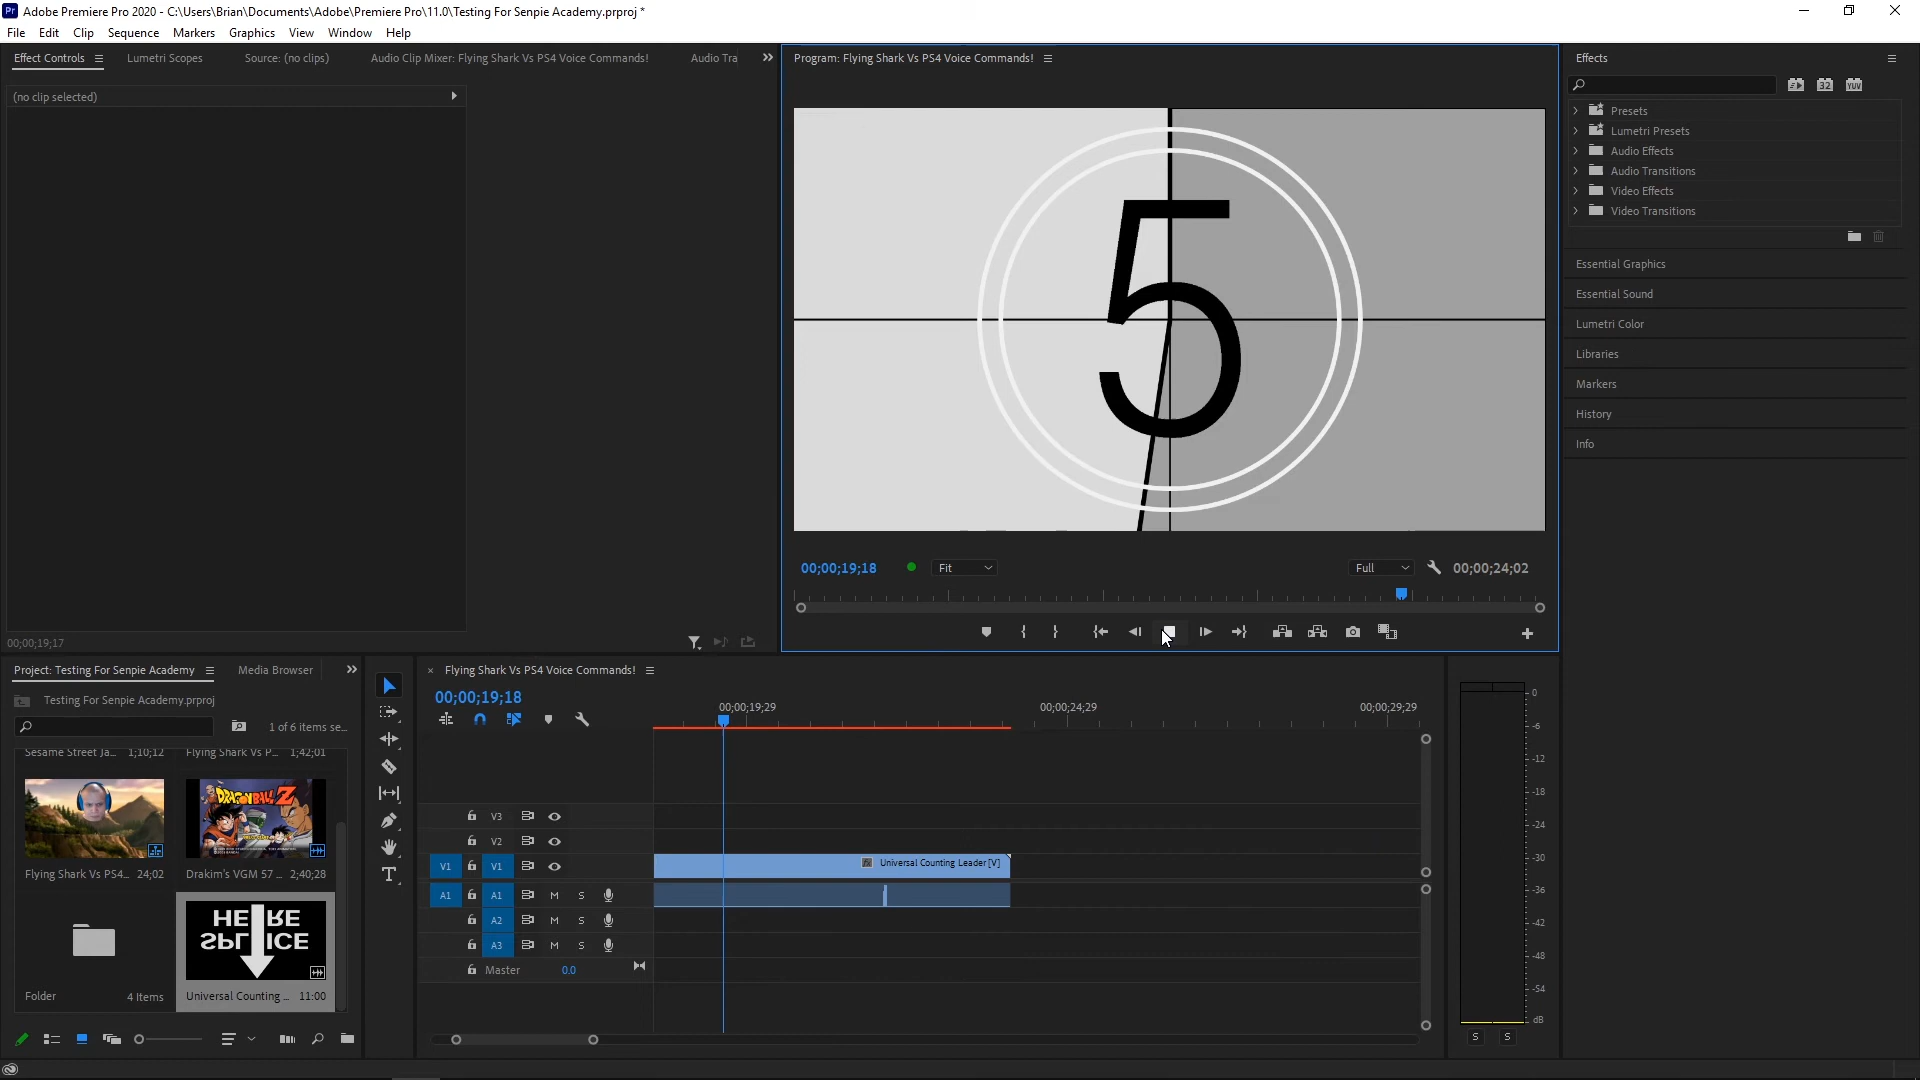 Pr Adobe Premiere Pro 2020 - C:\Users\Brian\Documents\Adobe\Premiere Pro\11.0\Testing For Senpie Academy.prproj *
File Edit Clip Sequence Markers Graphics View Window Help
Effect Controls Lumetri Scopes Source: (no clips) Audio Clip Mixer: Flying Shark Vs PS4 Voice Commands! Audio Tra
Program: Flying Shark Vs PS4 Voice Commands!
Effects
(no clip selected)
32 YUV
Presets
Lumetri Presets
Audio Effects
Audio Transitions
Video Effects
Video Transitions
Essential Graphics
Essential Sound
Lumetri Color
Libraries
Markers
History
Info
5
00;00;19;18 Fit Full 00;00;24;02
00;00;19;17
Project: Testing For Senpie Academy Media Browser
Testing For Senpie Academy.prproj
1 of 6 items se...
Sesame Street Ja... 1;10;12 Flying Shark Vs P... 1;42;01
DRAGONBALL Z
Flying Shark Vs PS4... 24;02 Drakim's VGM 57 ... 2;40;28
HERE
SPLICE
Folder 4 Items Universal Counting ... 11:00
× Flying Shark Vs PS4 Voice Commands!
00;00;19;18
00;00;19;29 00;00;24;29 00;00;29;29
V3
V2
V1 V1 fx Universal Counting Leader [V]
A1 A1 M S
A2 M S
A3 M S
Master 0.0
0
-6
-12
-18
-24
-30
-36
-42
-48
-54
dB
S S